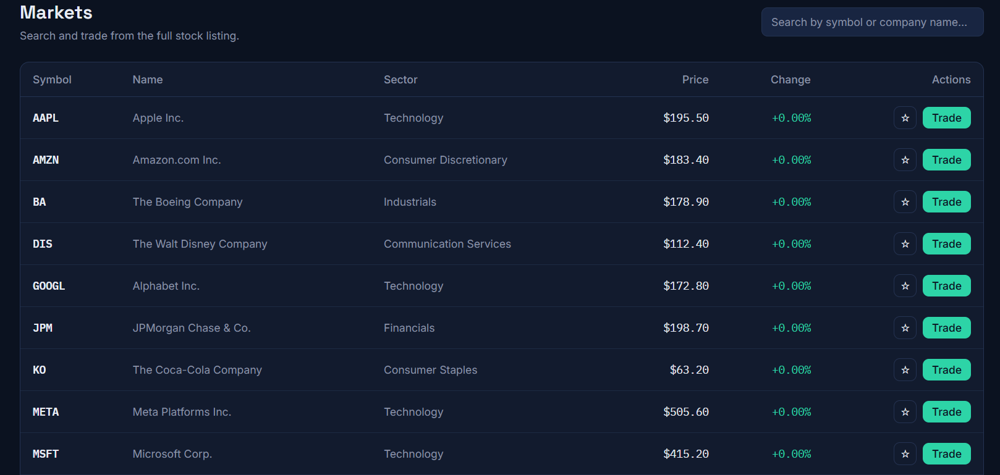 Markets
Search by symbol or company name...
Search and trade from the full stock listing.
Symbol Name Sector Price Change Actions
AAPL Apple Inc. Technology $195.50 +0.00% ☆ Trade
AMZN Amazon.com Inc. Consumer Discretionary $183.40 +0.00% ☆ Trade
BA The Boeing Company Industrials $178.90 +0.00% ☆ Trade
DIS The Walt Disney Company Communication Services $112.40 +0.00% ☆ Trade
GOOGL Alphabet Inc. Technology $172.80 +0.00% ☆ Trade
JPM JPMorgan Chase & Co. Financials $198.70 +0.00% ☆ Trade
KO The Coca-Cola Company Consumer Staples $63.20 +0.00% ☆ Trade
META Meta Platforms Inc. Technology $505.60 +0.00% ☆ Trade
MSFT Microsoft Corp. Technology $415.20 +0.00% ☆ Trade